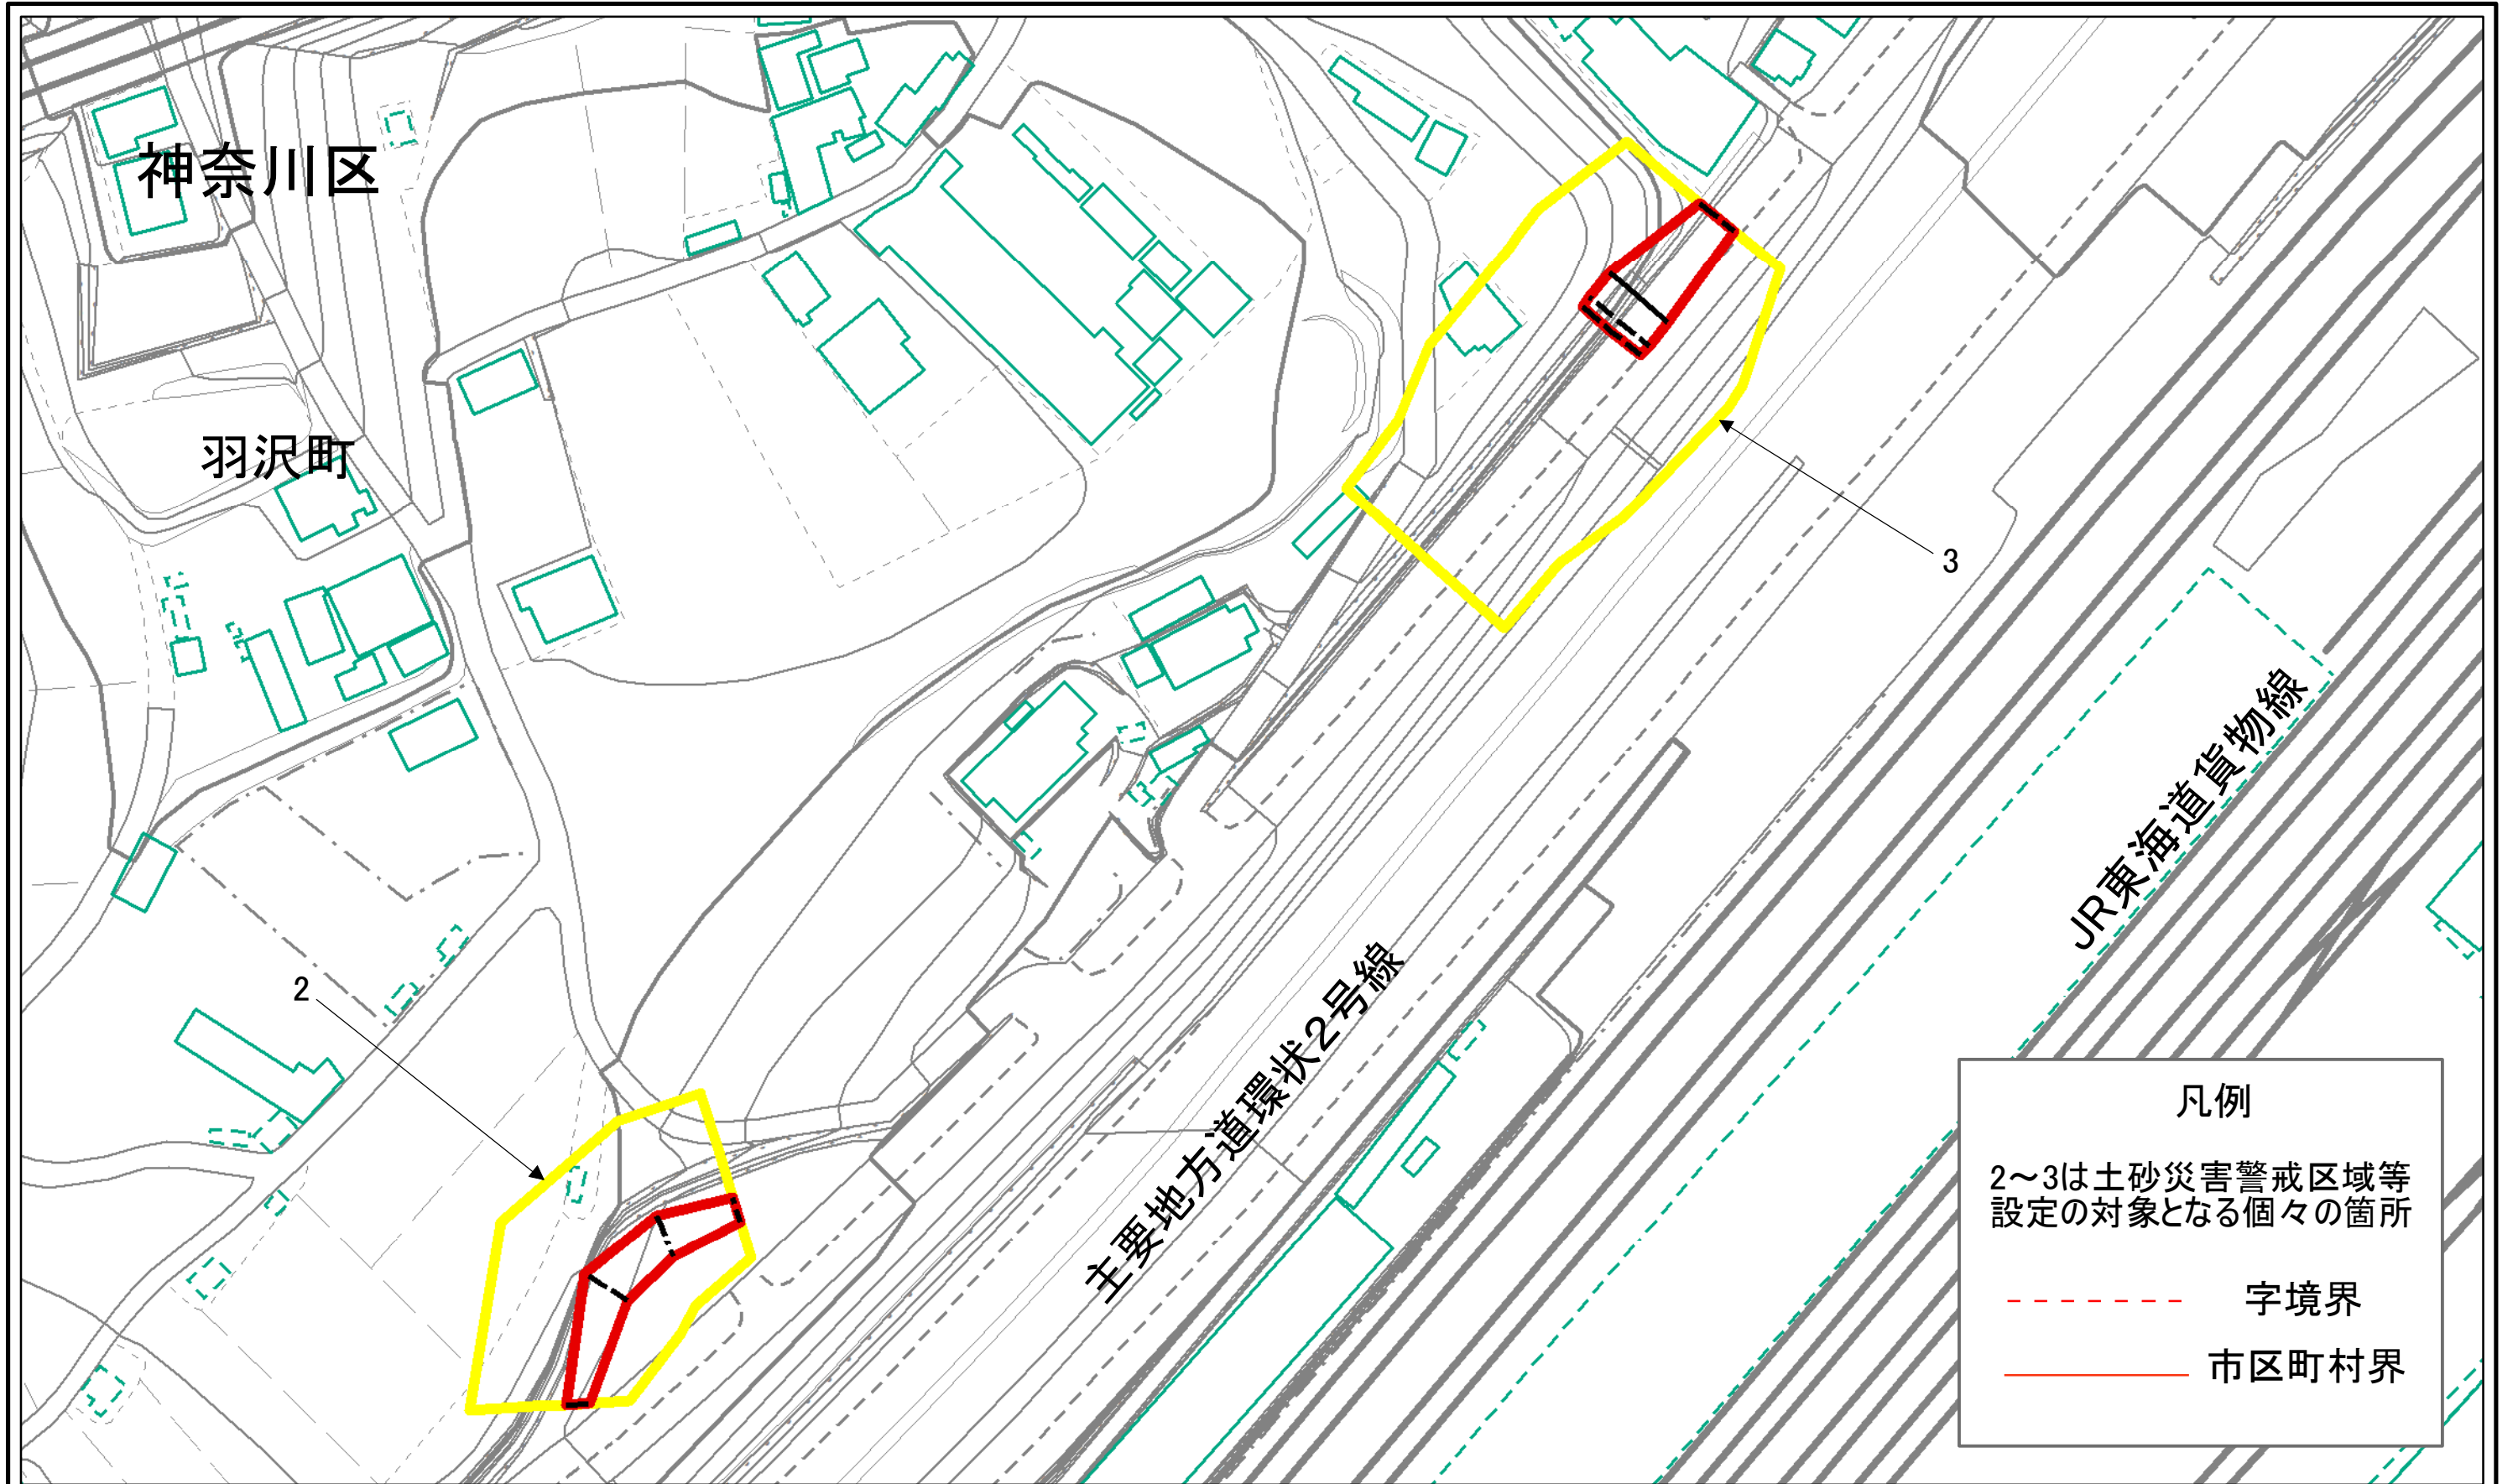 神奈川区
羽沢町
3
JR東海道貨物線
主要地方道環状2号線
2
凡例
2～3は土砂災害警戒区域等
設定の対象となる個々の箇所
字境界
市区町村界